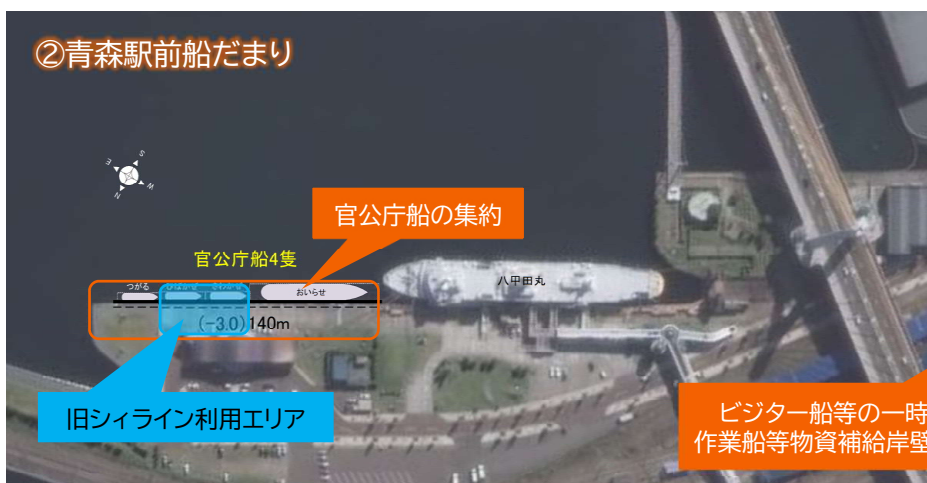 ②青森駅前船だまり
S
E
W
N
官公庁船の集約
官公庁船4隻
つがる
おいらせ
八甲田丸
(-3.0)140m
旧シィライン利用エリア
ビジター船等の一時
作業船等物資補給岸壁